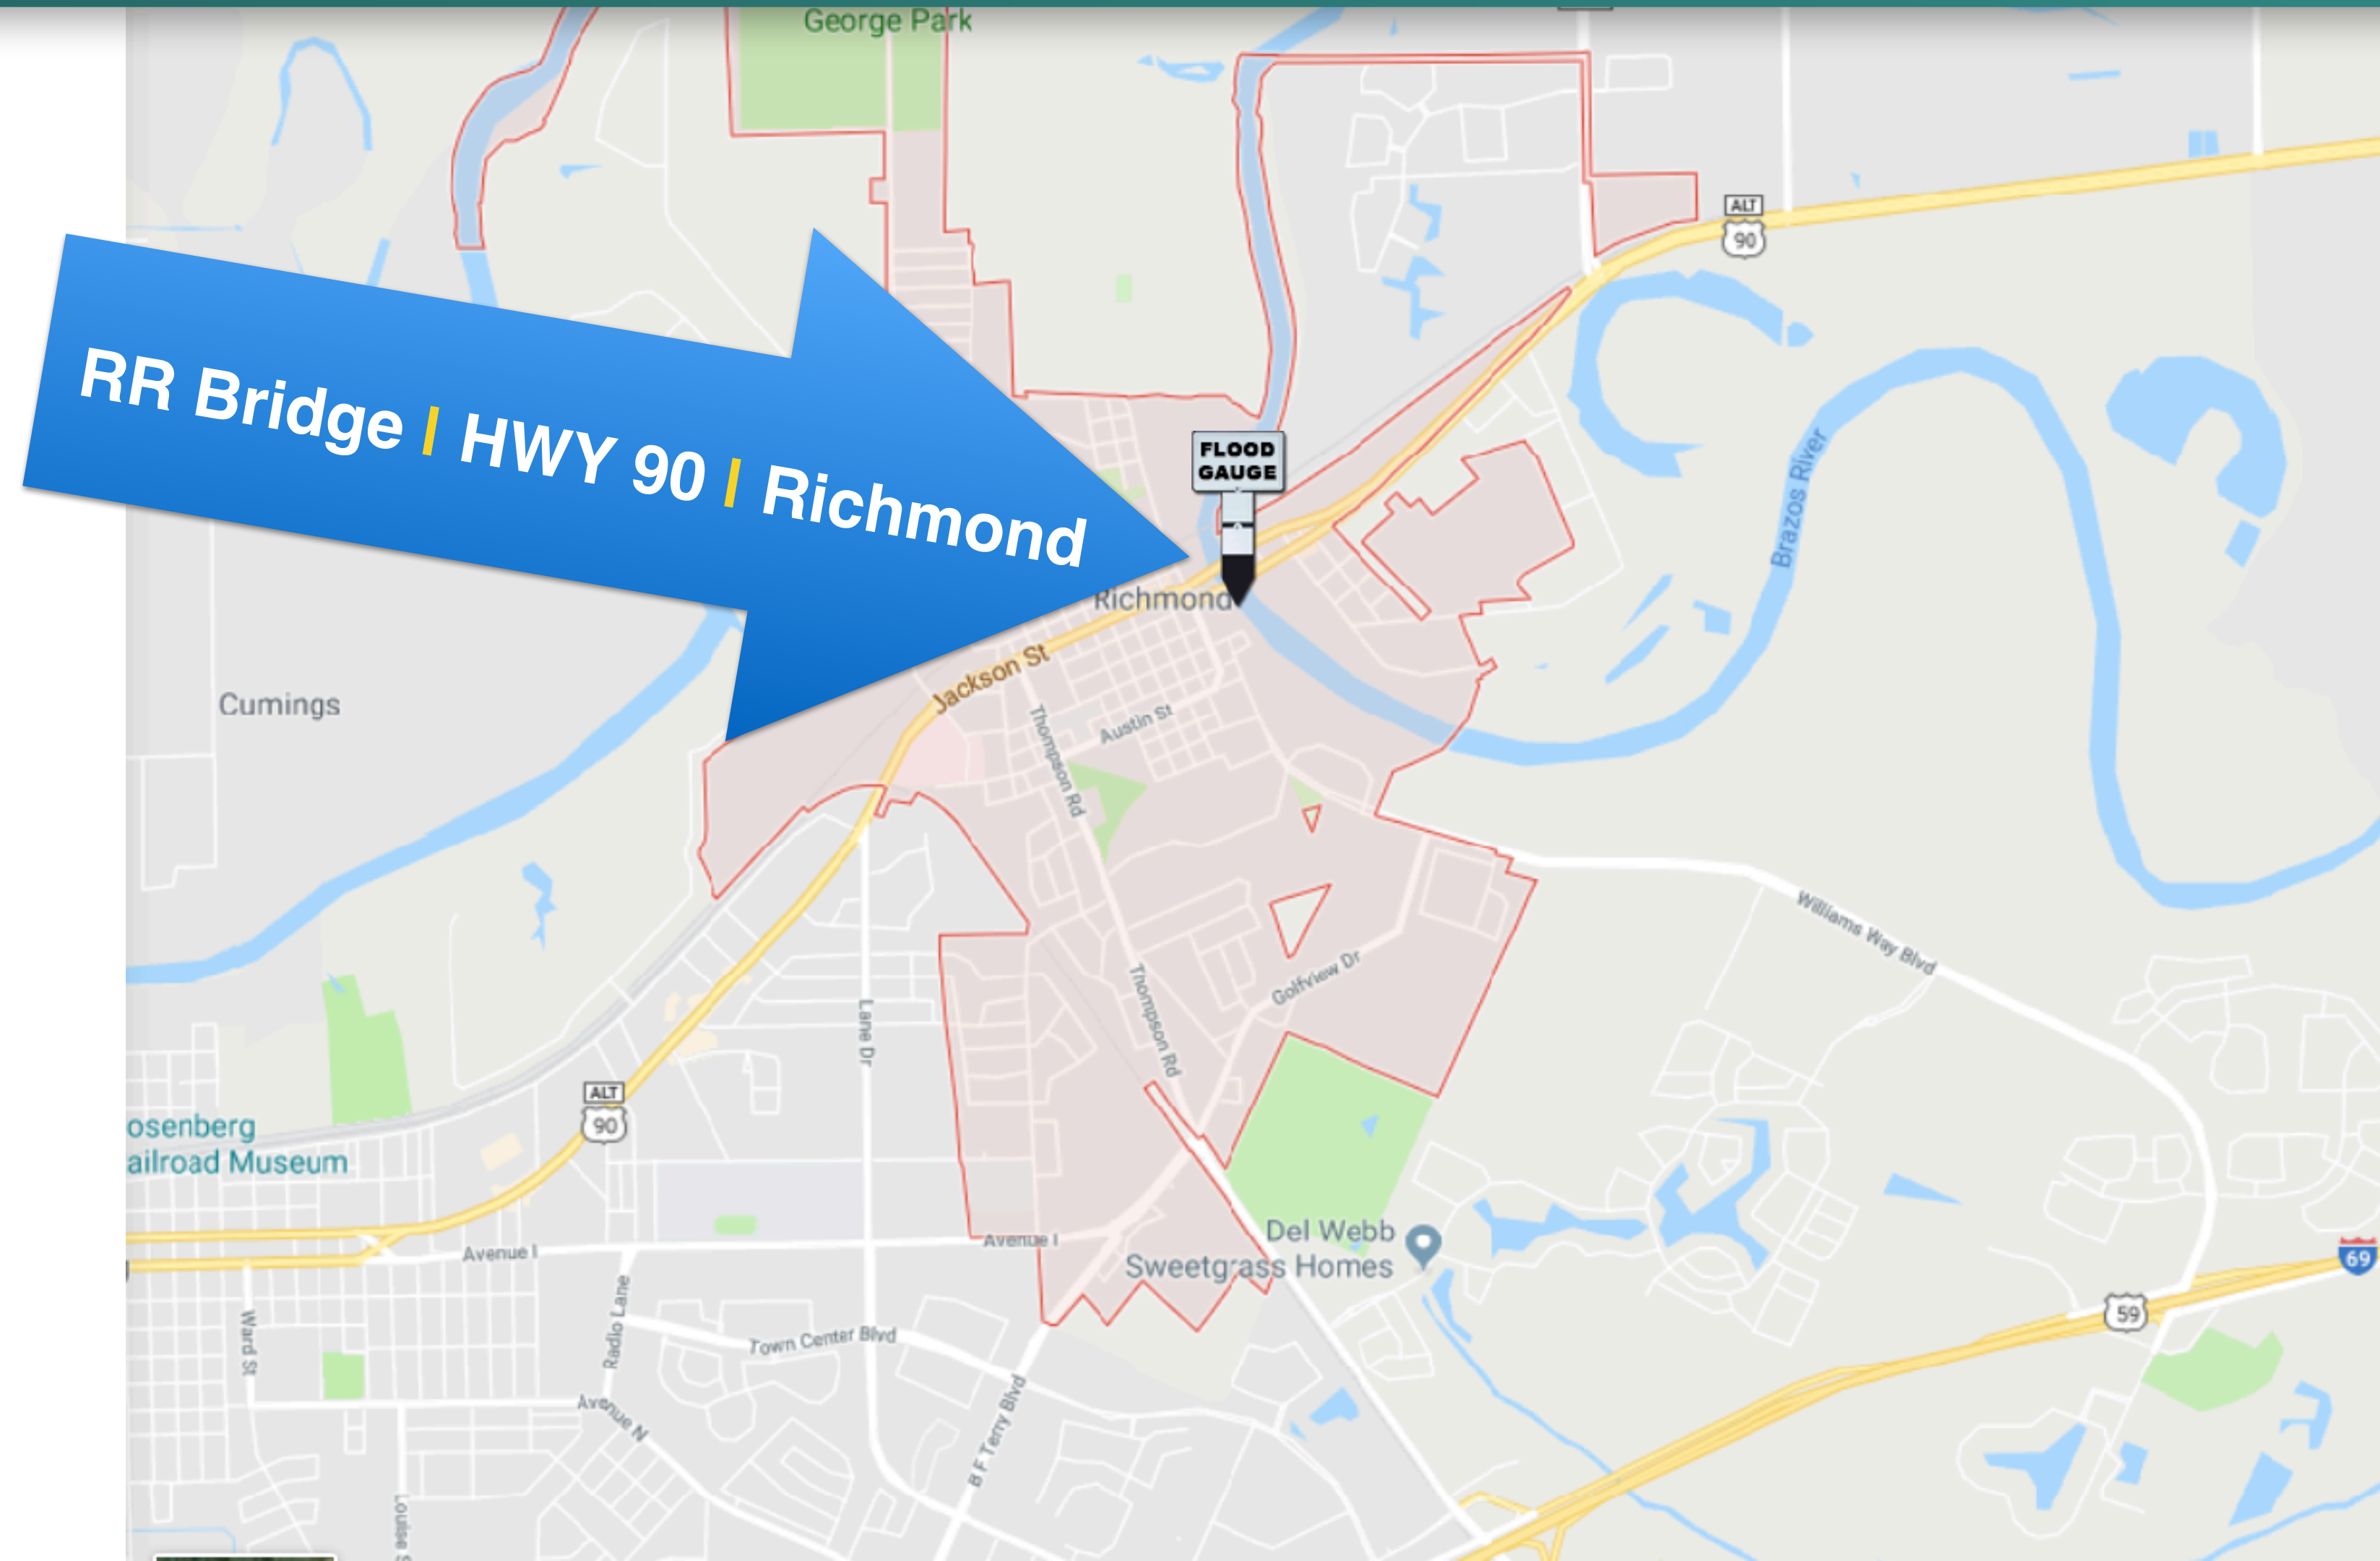 George Park
ALT
90
RR Bridge | HWY 90 | Richmond
FLOOD
GAUGE
Brazos River
Richmond
Jackson St
Cumings
Thompson Rd
Austin St
Williams Way Blvd
Golfview Dr
Thompson Rd
Lane Dr
ALT
90
osenberg
ailroad Museum
Avenue I
Avenue I
Del Webb
Sweetgrass Homes
69
59
Ward St
Radio Lane
Town Center Blvd
Avenue N
B F Terry Blvd
Louise S